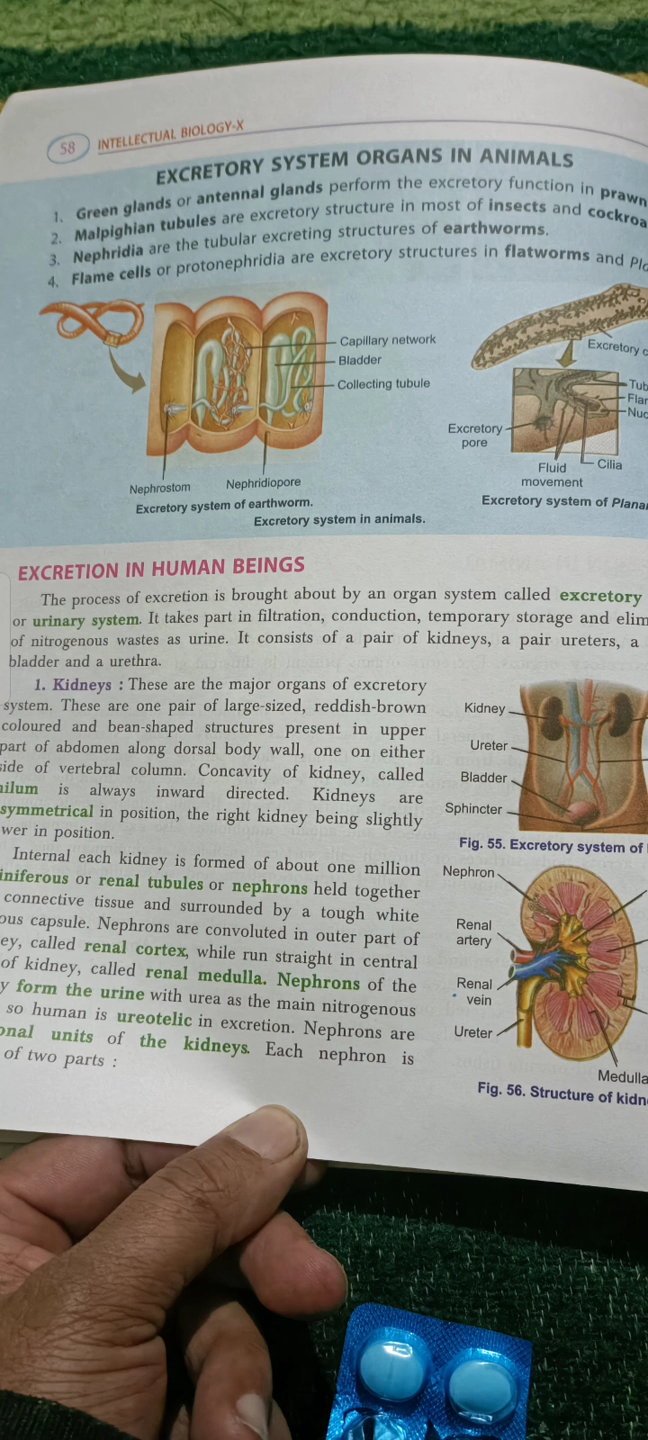 58 INTELLECTUAL BIOLOGY-X
EXCRETORY SYSTEM ORGANS IN ANIMALS
1. Green glands or antennal glands perform the excretory function in prawn
2. Malpighian tubules are excretory structure in most of insects and cockroa
3. Nephridia are the tubular excreting structures of earthworms.
4. Flame cells or protonephridia are excretory structures in flatworms and Pla
Capillary network
Bladder
Collecting tubule
Nephrostom
Nephridiopore
Excretory system of earthworm.
Excretory c
Tub
Flan
Nuc
Excretory
pore
Cilia
Fluid
movement
Excretory system of Plana
Excretory system in animals.
EXCRETION IN HUMAN BEINGS
The process of excretion is brought about by an organ system called excretory
or urinary system. It takes part in filtration, conduction, temporary storage and elim
of nitrogenous wastes as urine. It consists of a pair of kidneys, a pair ureters, a
bladder and a urethra.
1. Kidneys : These are the major organs of excretory
system. These are one pair of large-sized, reddish-brown
coloured and bean-shaped structures present in upper
part of abdomen along dorsal body wall, one on either
side of vertebral column. Concavity of kidney, called
hilum is always inward directed. Kidneys are
symmetrical in position, the right kidney being slightly
wer in position.
Internal each kidney is formed of about one million
iniferous or renal tubules or nephrons held together
connective tissue and surrounded by a tough white
ous capsule. Nephrons are convoluted in outer part of
ey, called renal cortex, while run straight in central
of kidney, called renal medulla. Nephrons of the
y form the urine with urea as the main nitrogenous
so human is ureotelic in excretion. Nephrons are
onal units of the kidneys. Each nephron is
of two parts :
Kidney
Ureter
Bladder
Sphincter
Fig. 55. Excretory system of
Nephron
Renal
artery
Renal
vein
Ureter
Medulla
Fig. 56. Structure of kidn